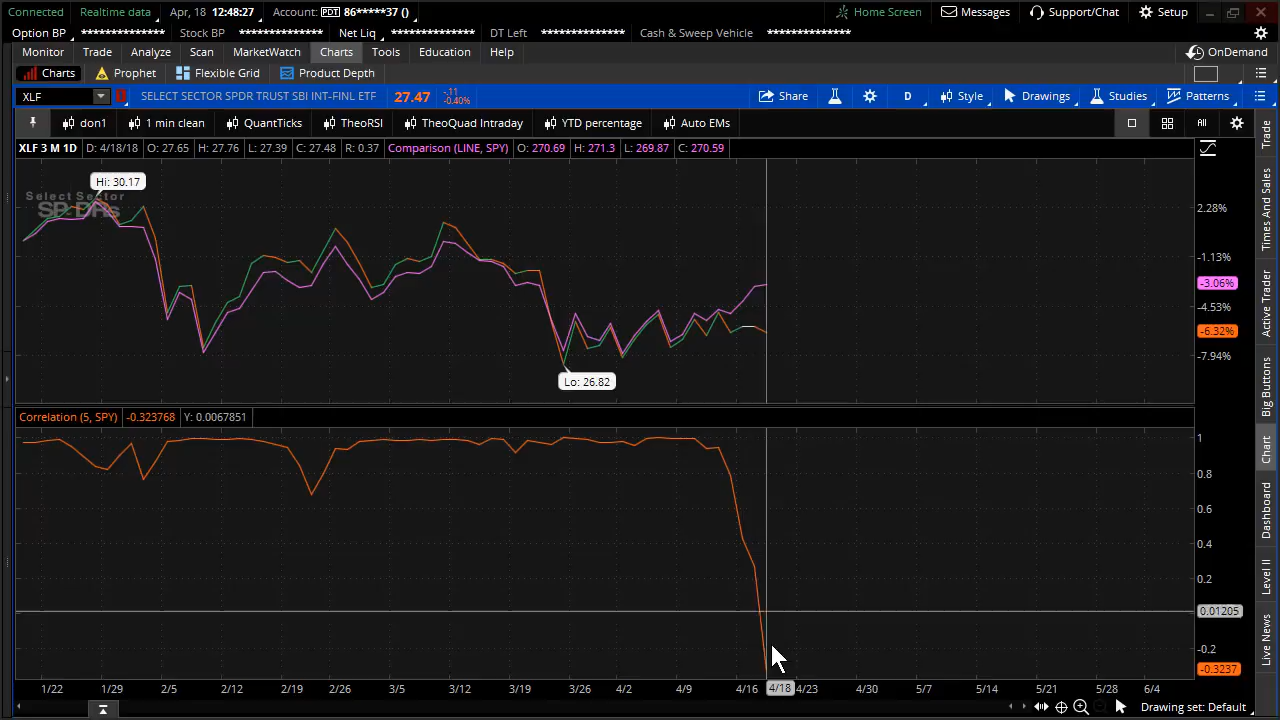 Connected Realtime data Apr, 18 12:48:27 Account: PDT 86*****37 () Home Screen Messages Support/Chat Setup
Option BP ************** Stock BP ************** Net Liq ************** DT Left ************** Cash & Sweep Vehicle **************
Monitor Trade Analyze Scan MarketWatch Charts Tools Education Help OnDemand
Charts Prophet Flexible Grid Product Depth
XLF SELECT SECTOR SPDR TRUST SBI INT-FINL ETF 27.47 -.11 -0.40% Share D Style Drawings Studies Patterns
don1 1 min clean QuantTicks TheoRSI TheoQuad Intraday YTD percentage Auto EMs All
XLF 3 M 1D D: 4/18/18 O: 27.65 H: 27.76 L: 27.39 C: 27.48 R: 0.37 Comparison (LINE, SPY) O: 270.69 H: 271.3 L: 269.87 C: 270.59
Hi: 30.17
Select Sector
SPDRs
2.28%
-1.13%
-3.06%
-4.53%
-6.32%
-7.94%
Lo: 26.82
Correlation (5, SPY) -0.323768 Y: 0.0067851
1
0.8
0.6
0.4
0.2
0.01205
-0.2
-0.3237
1/22 1/29 2/5 2/12 2/19 2/26 3/5 3/12 3/19 3/26 4/2 4/9 4/16 4/18 4/23 4/30 5/7 5/14 5/21 5/28 6/4
Drawing set: Default
Trade
Times And Sales
Active Trader
Big Buttons
Chart
Dashboard
Level II
Live News